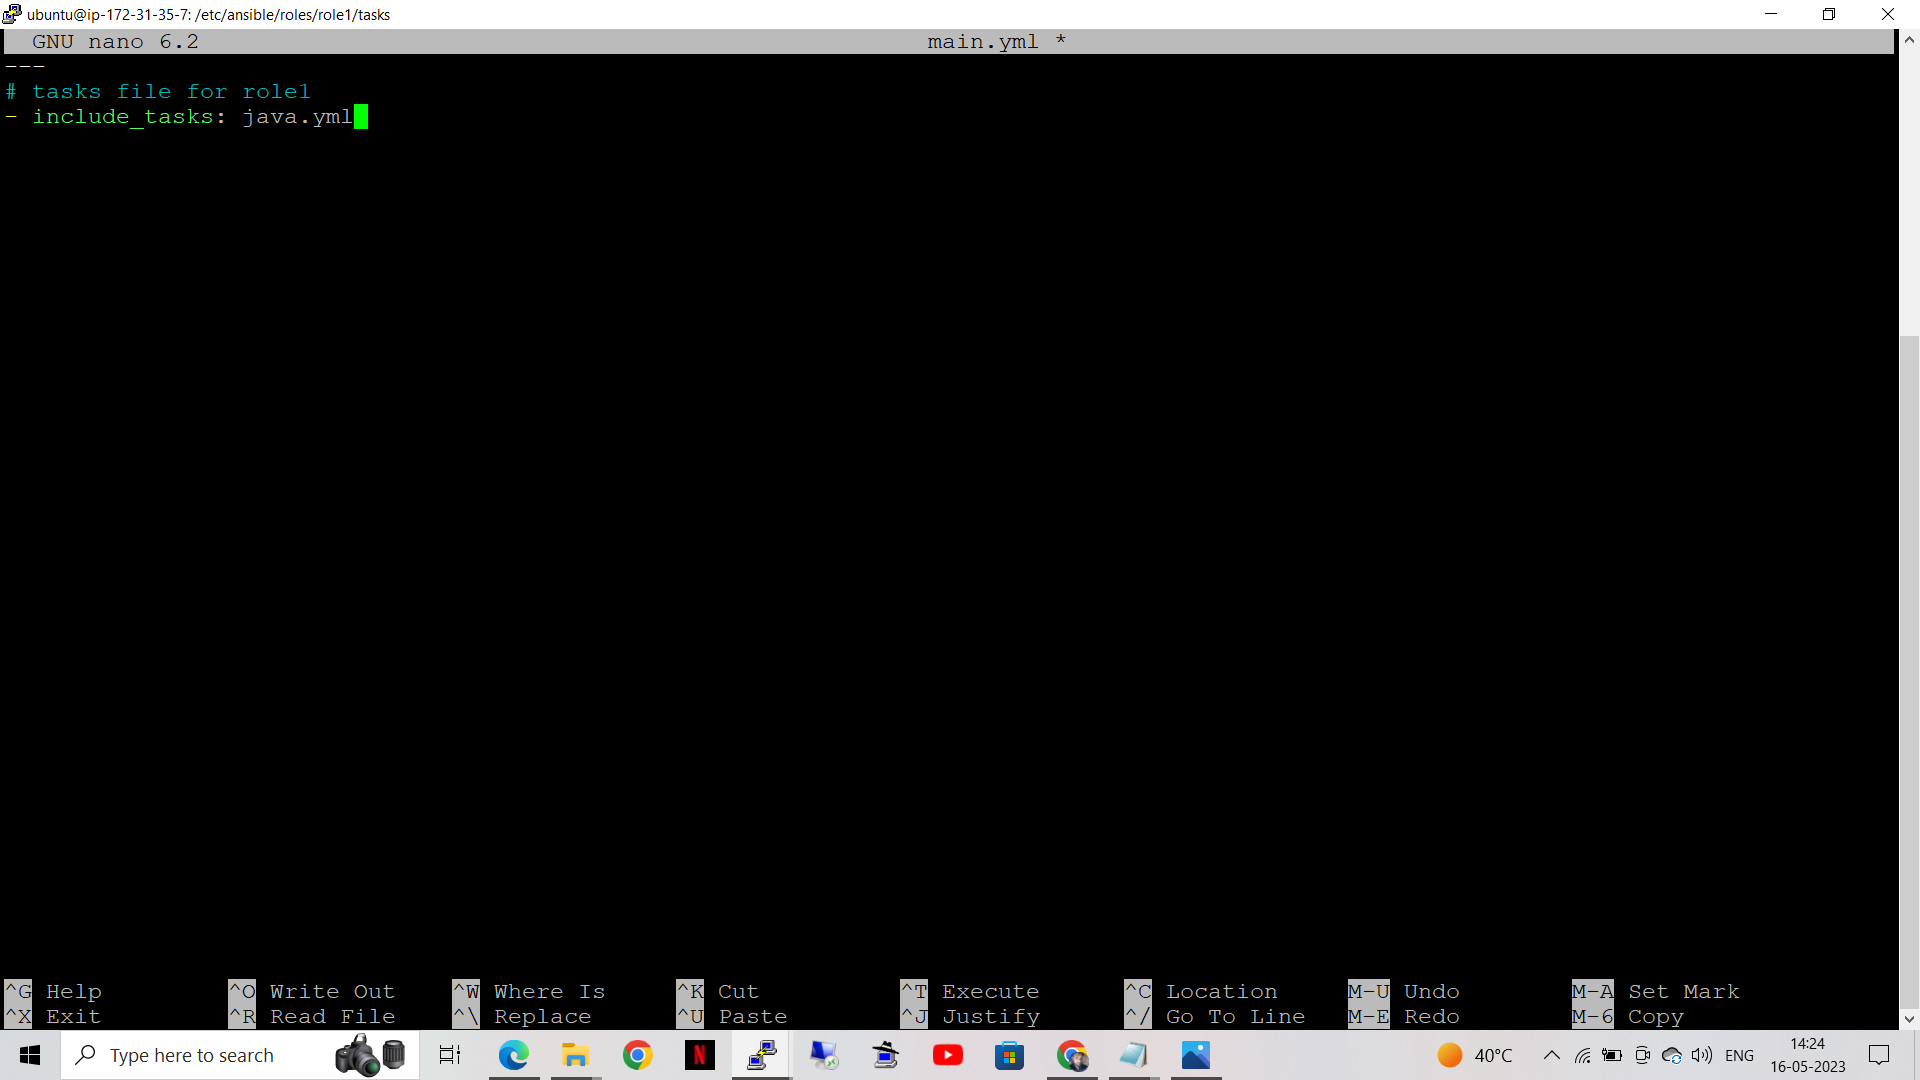 ubuntu@ip-172-31-35-7: /etc/ansible/roles/role1/tasks
GNU nano 6.2 main.yml *
---
# tasks file for role1
- include_tasks: java.yml
^G Help ^O Write Out ^W Where Is ^K Cut ^T Execute ^C Location M-U Undo M-A Set Mark
^X Exit ^R Read File ^\ Replace ^U Paste ^J Justify ^/ Go To Line M-E Redo M-6 Copy
Type here to search N 40°C ENG 14:24
16-05-2023